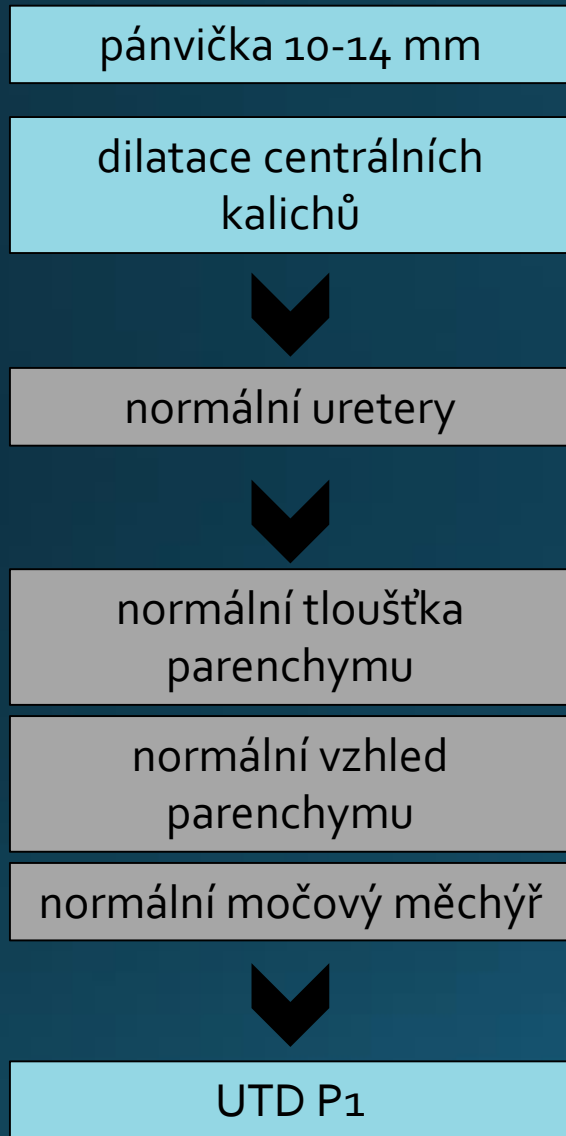 pánvička 10-14 mm
dilatace centrálních
kalichů
normální uretery
normální tloušťka
parenchymu
normální vzhled
parenchymu
normální močový měchýř
UTD P1